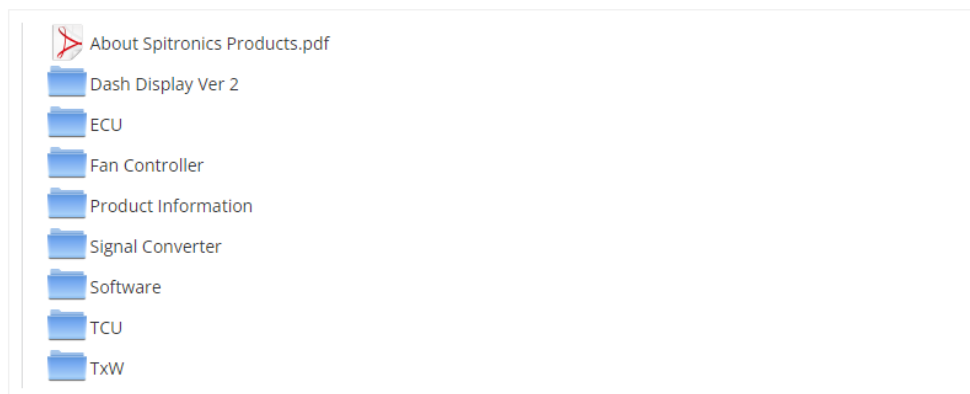 About Spitronics Products.pdf
Dash Display Ver 2
ECU
Fan Controller
Product Information
Signal Converter
Software
TCU
TxW